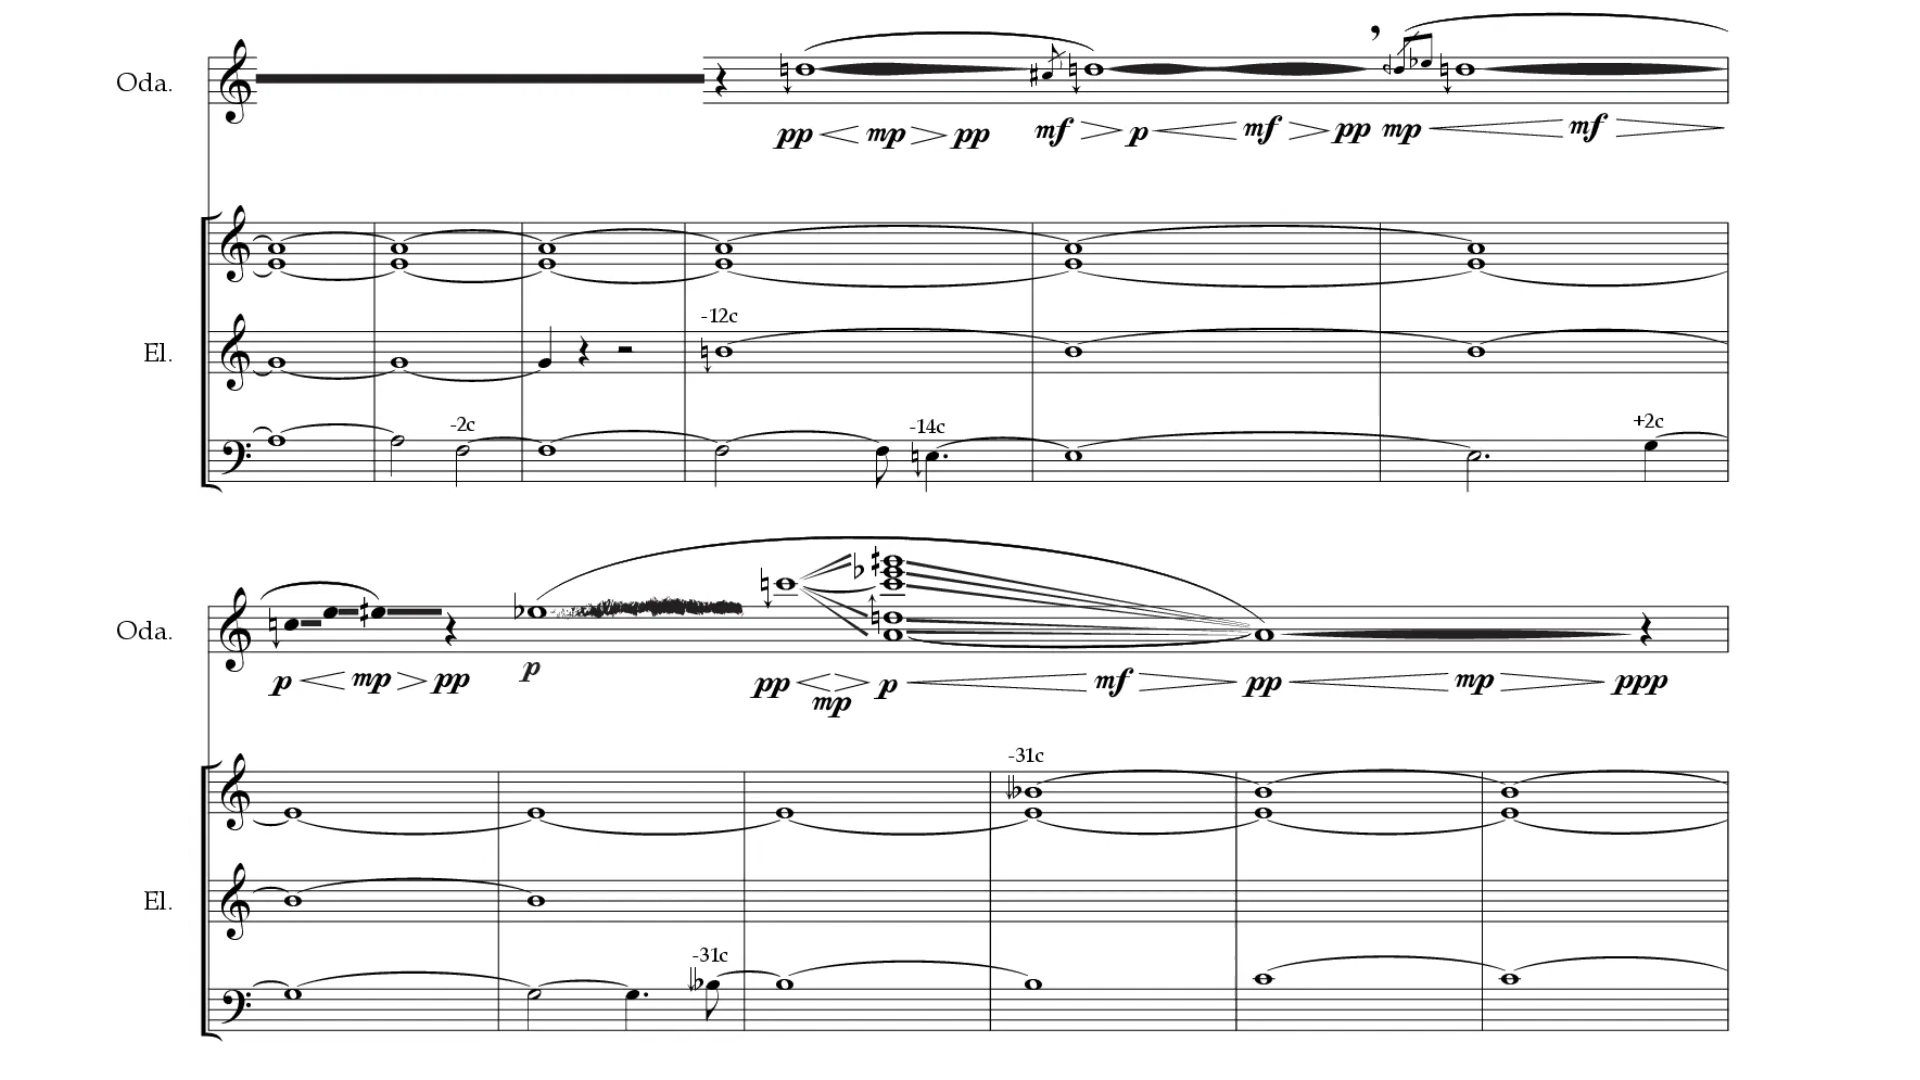 Oda.
pp mp pp mf p mf pp mp mf
-12c
El.
-2c -14c +2c
Oda.
p mp pp p pp mp p mf pp mp ppp
-31c
El.
-31c